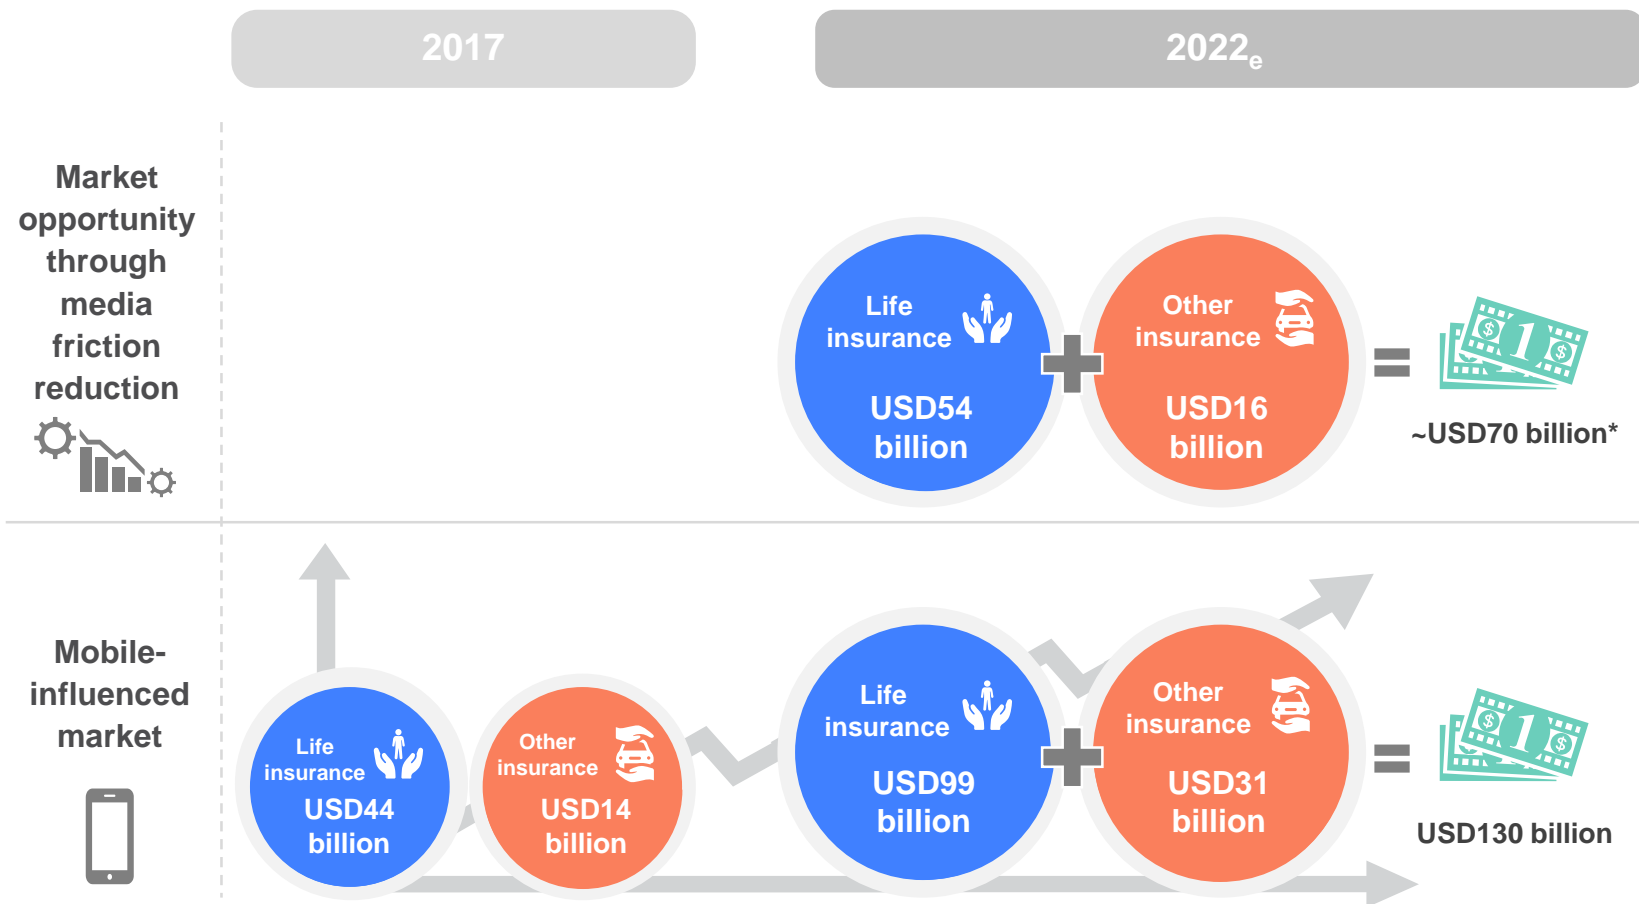 2017
2022e
Market
opportunity
through
media
friction
reduction
Life
insurance
USD54
billion
Other
insurance
USD16
billion
~USD70 billion*
Mobile-
influenced
market
Life
insurance
USD44
billion
Other
insurance
USD14
billion
Life
insurance
USD99
billion
Other
insurance
USD31
billion
USD130 billion